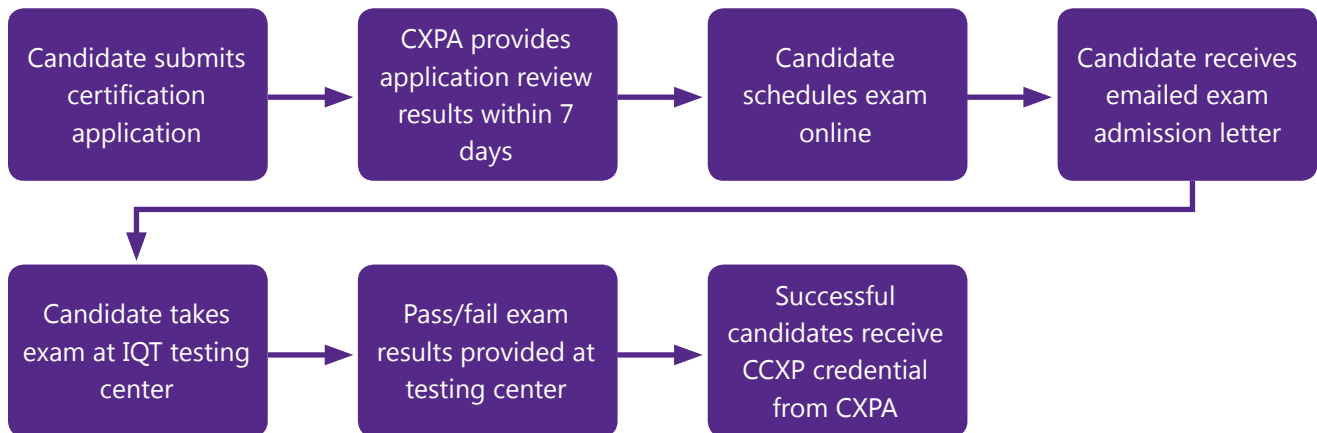 Candidate submits
certification
application
CXPA provides
application review
results within 7
days
Candidate
schedules exam
online
Candidate receives
emailed exam
admission letter
Candidate takes
exam at IQT testing
center
Pass/fail exam
results provided at
testing center
Successful
candidates receive
CCXP credential
from CXPA